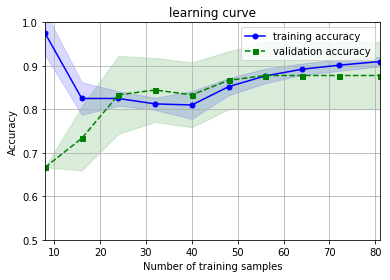 learning curve
training accuracy
validation accuracy
Accuracy
1.0
0.9
0.8
0.7
0.6
0.5
10 20 30 40 50 60 70 80
Number of training samples